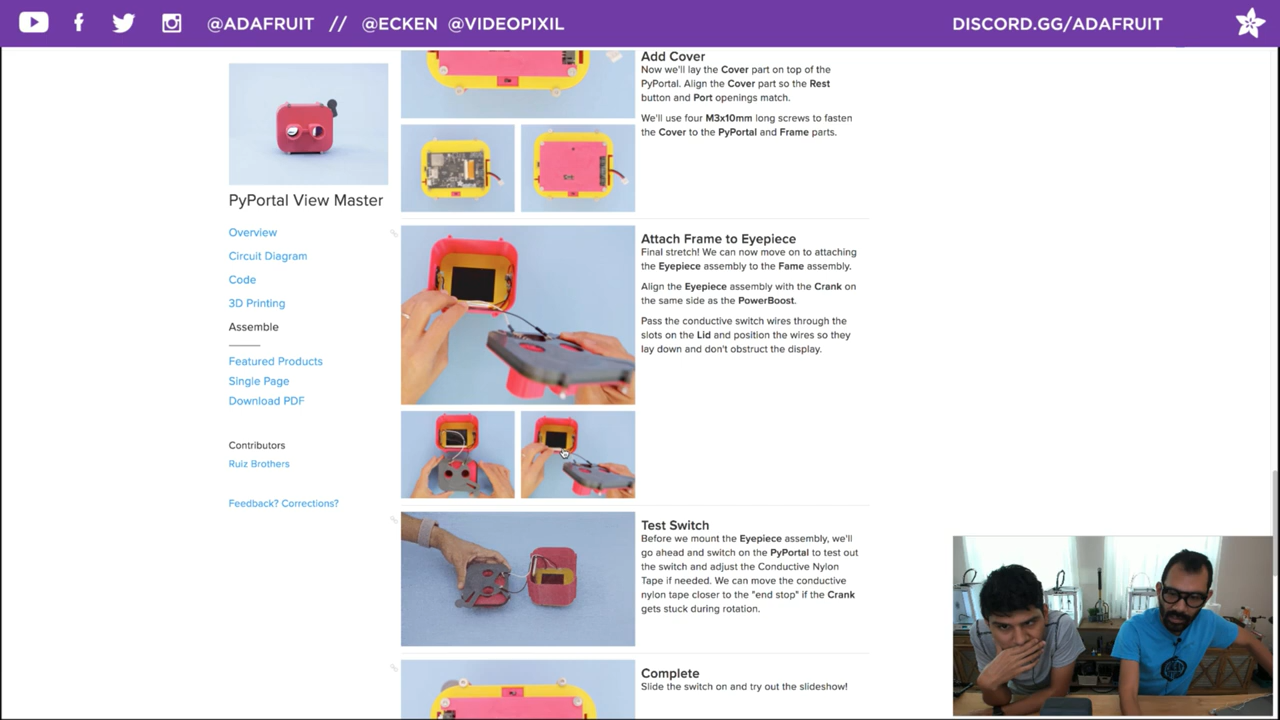 @ADAFRUIT // @ECKEN @VIDEOPIXIL
DISCORD.GG/ADAFRUIT
PyPortal View Master
Overview
Circuit Diagram
Code
3D Printing
Assemble
Featured Products
Single Page
Download PDF
Contributors
Ruiz Brothers
Feedback? Corrections?
Add Cover
Now we'll lay the Cover part on top of the
PyPortal. Align the Cover part so the Rest
button and Port openings match.
We'll use four M3x10mm long screws to fasten
the Cover to the PyPortal and Frame parts.
Attach Frame to Eyepiece
Final stretch! We can now move on to attaching
the Eyepiece assembly to the Fame assembly.
Align the Eyepiece assembly with the Crank on
the same side as the PowerBoost.
Pass the conductive switch wires through the
slots on the Lid and position the wires so they
lay down and don't obstruct the display.
Test Switch
Before we mount the Eyepiece assembly, we'll
go ahead and switch on the PyPortal to test out
the switch and adjust the Conductive Nylon
Tape if needed. We can move the conductive
nylon tape closer to the "end stop" if the Crank
gets stuck during rotation.
Complete
Slide the switch on and try out the slideshow!